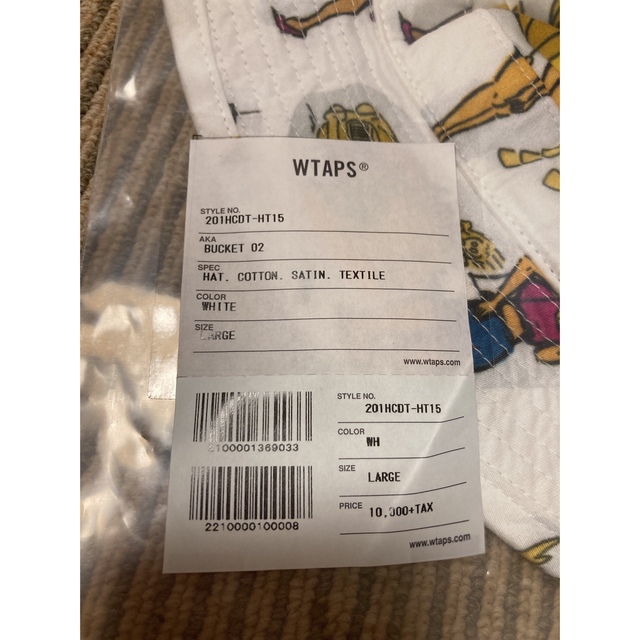 WTAPS®
STYLE NO.
201HCDT-HT15
AKA
BUCKET 02
SPEC
HAT. COTTON. SATIN. TEXTILE
COLOR
WHITE
SIZE
LARGE
www.wtaps.com
STYLE NO.
201HCDT-HT15
COLOR
WH
SIZE
LARGE
PRICE 10,000+TAX
www.wtaps.com
2100001369033
2210000100008